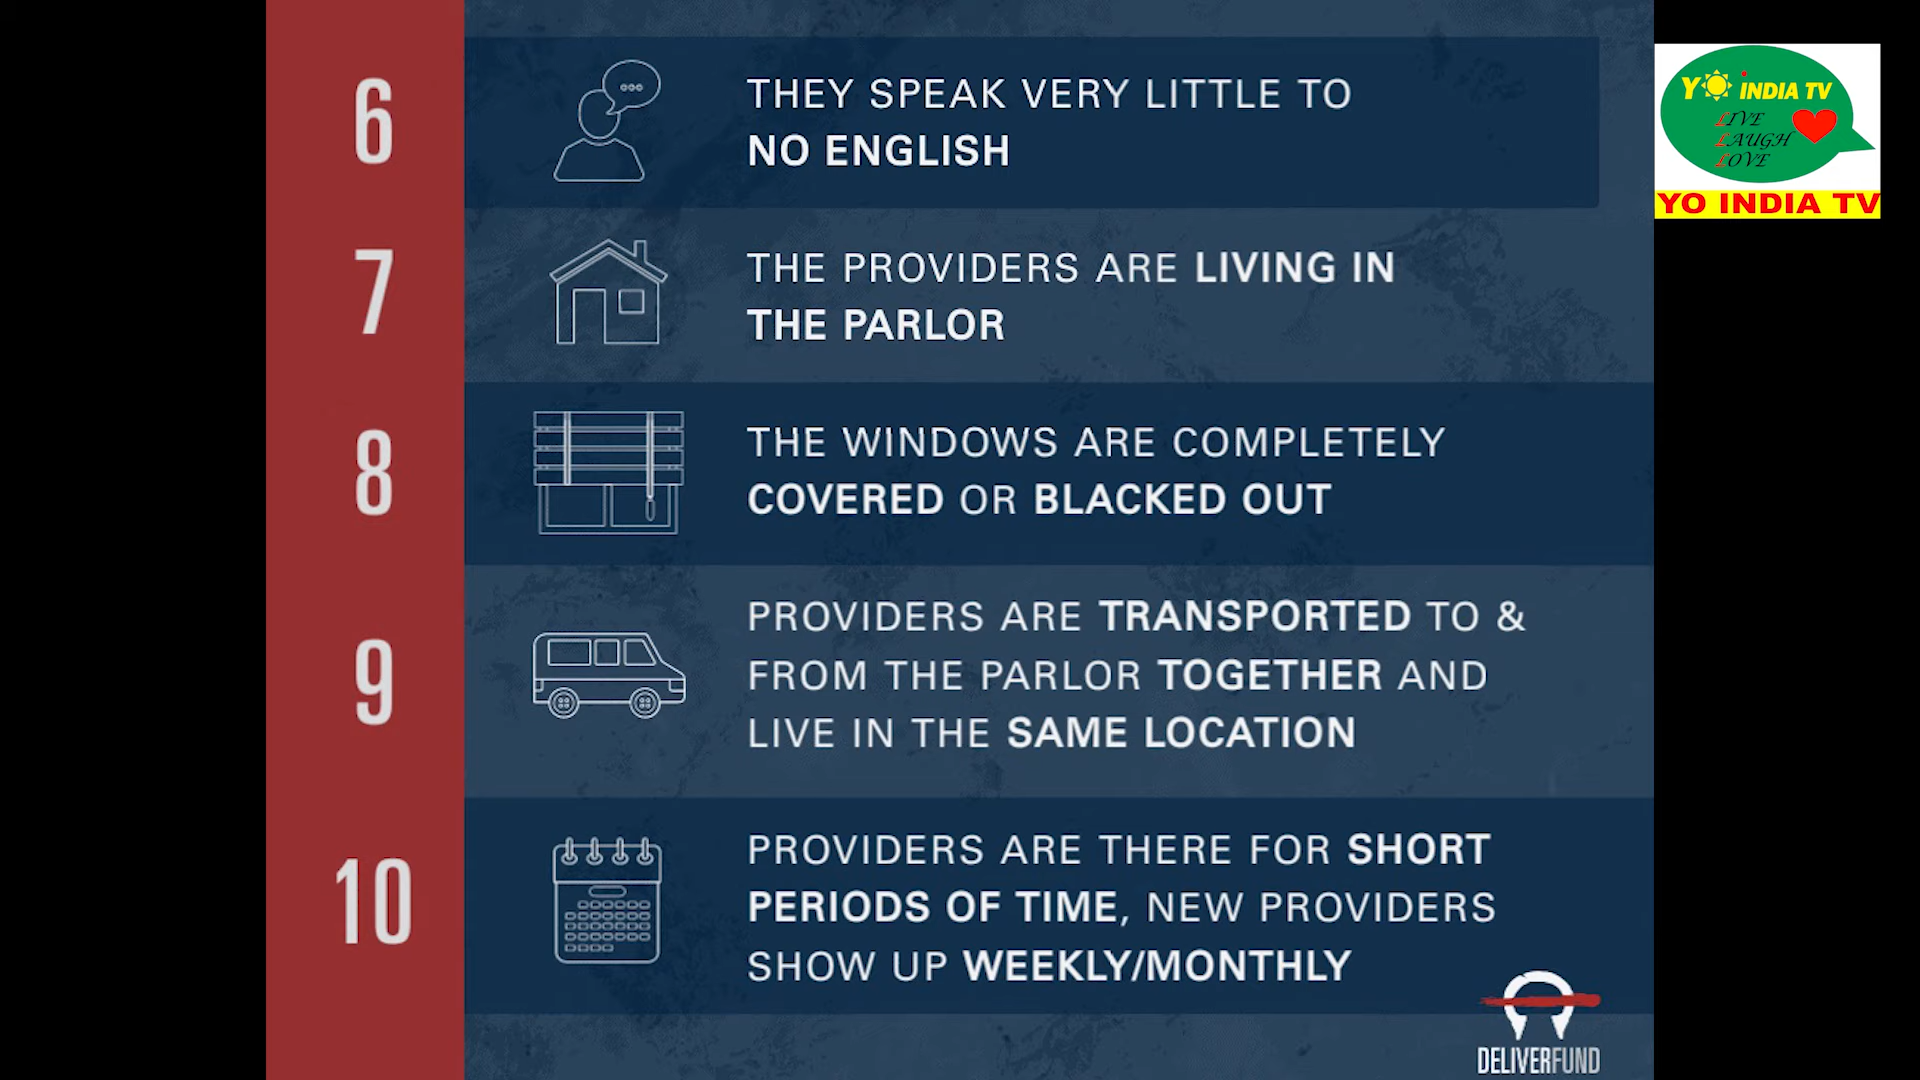 6
THEY SPEAK VERY LITTLE TO
NO ENGLISH
7
THE PROVIDERS ARE LIVING IN
THE PARLOR
8
THE WINDOWS ARE COMPLETELY
COVERED OR BLACKED OUT
9
PROVIDERS ARE TRANSPORTED TO &
FROM THE PARLOR TOGETHER AND
LIVE IN THE SAME LOCATION
10
PROVIDERS ARE THERE FOR SHORT
PERIODS OF TIME, NEW PROVIDERS
SHOW UP WEEKLY/MONTHLY
DELIVERFUND
YO INDIA TV
LIVE
LAUGH
LOVE
YO INDIA TV